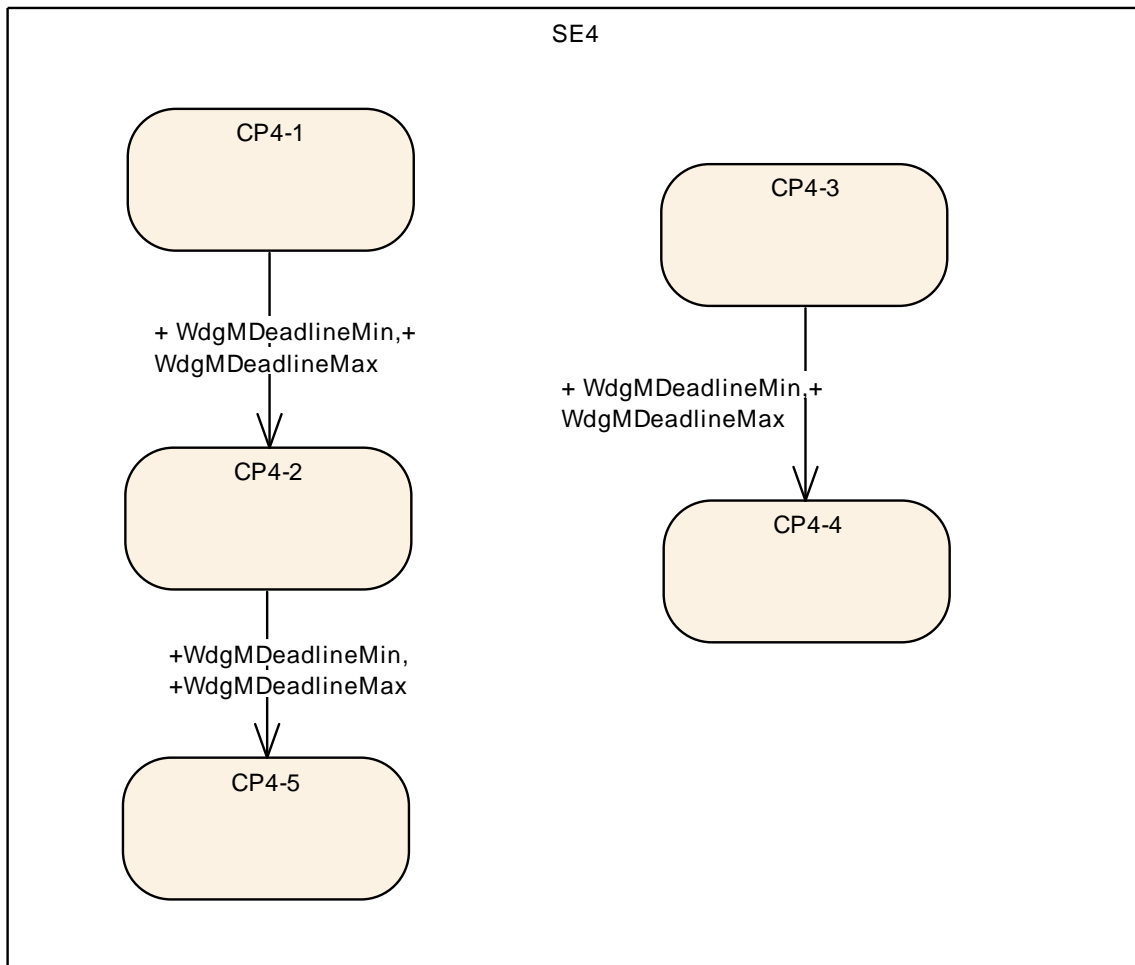 SE4
CP4-1
+ WdgMDeadlineMin,+
WdgMDeadlineMax
CP4-2
+WdgMDeadlineMin,
+WdgMDeadlineMax
CP4-5
CP4-3
+ WdgMDeadlineMin,+
WdgMDeadlineMax
CP4-4